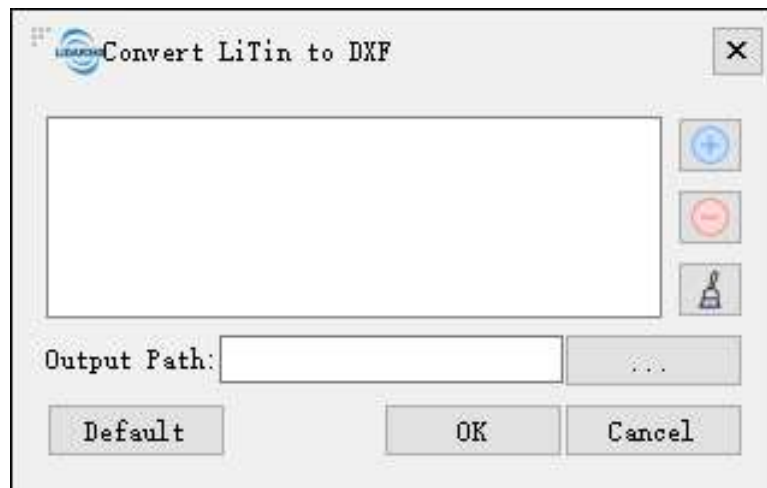 Convert LiTin to DXF
Output Path:
...
Default
OK
Cancel